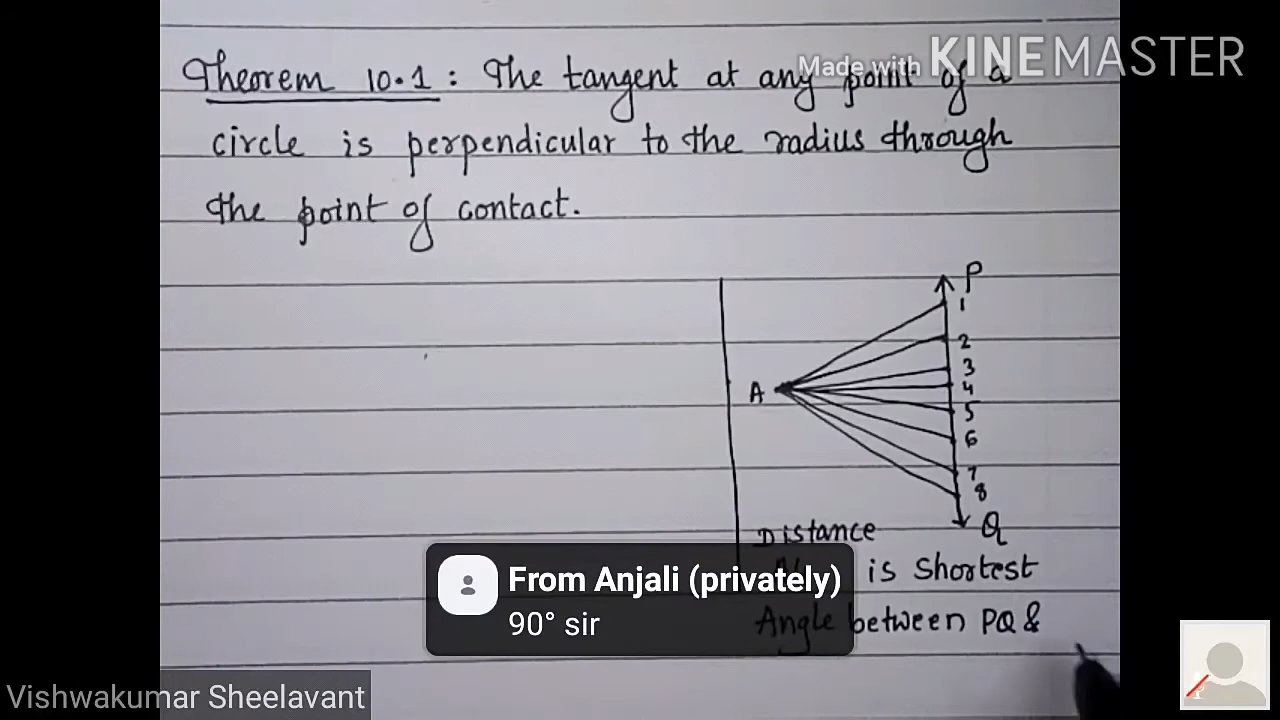 Made with KINEMASTER
Theorem 10.1 : The tangent at any point of a
circle is perpendicular to the radius through
the point of contact.
P
1
2
3
A
4
5
6
7
8
Q
Distance
is shortest
Angle between PQ &
From Anjali (privately)
90° sir
Vishwakumar Sheelavant